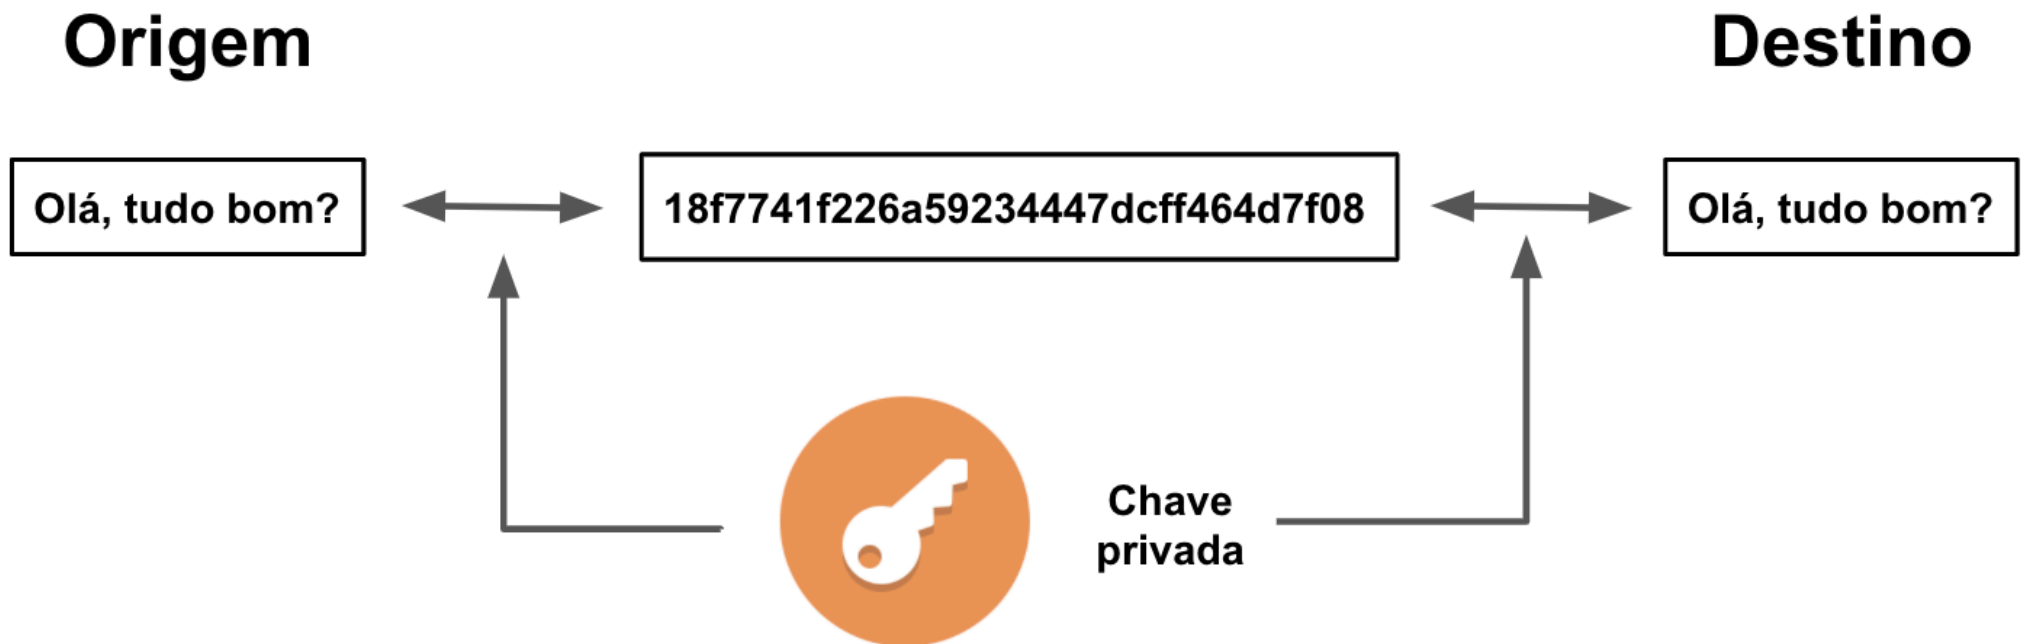 Origem
Destino
Olá, tudo bom?
18f7741f226a59234447dcff464d7f08
Olá, tudo bom?
Chave
privada